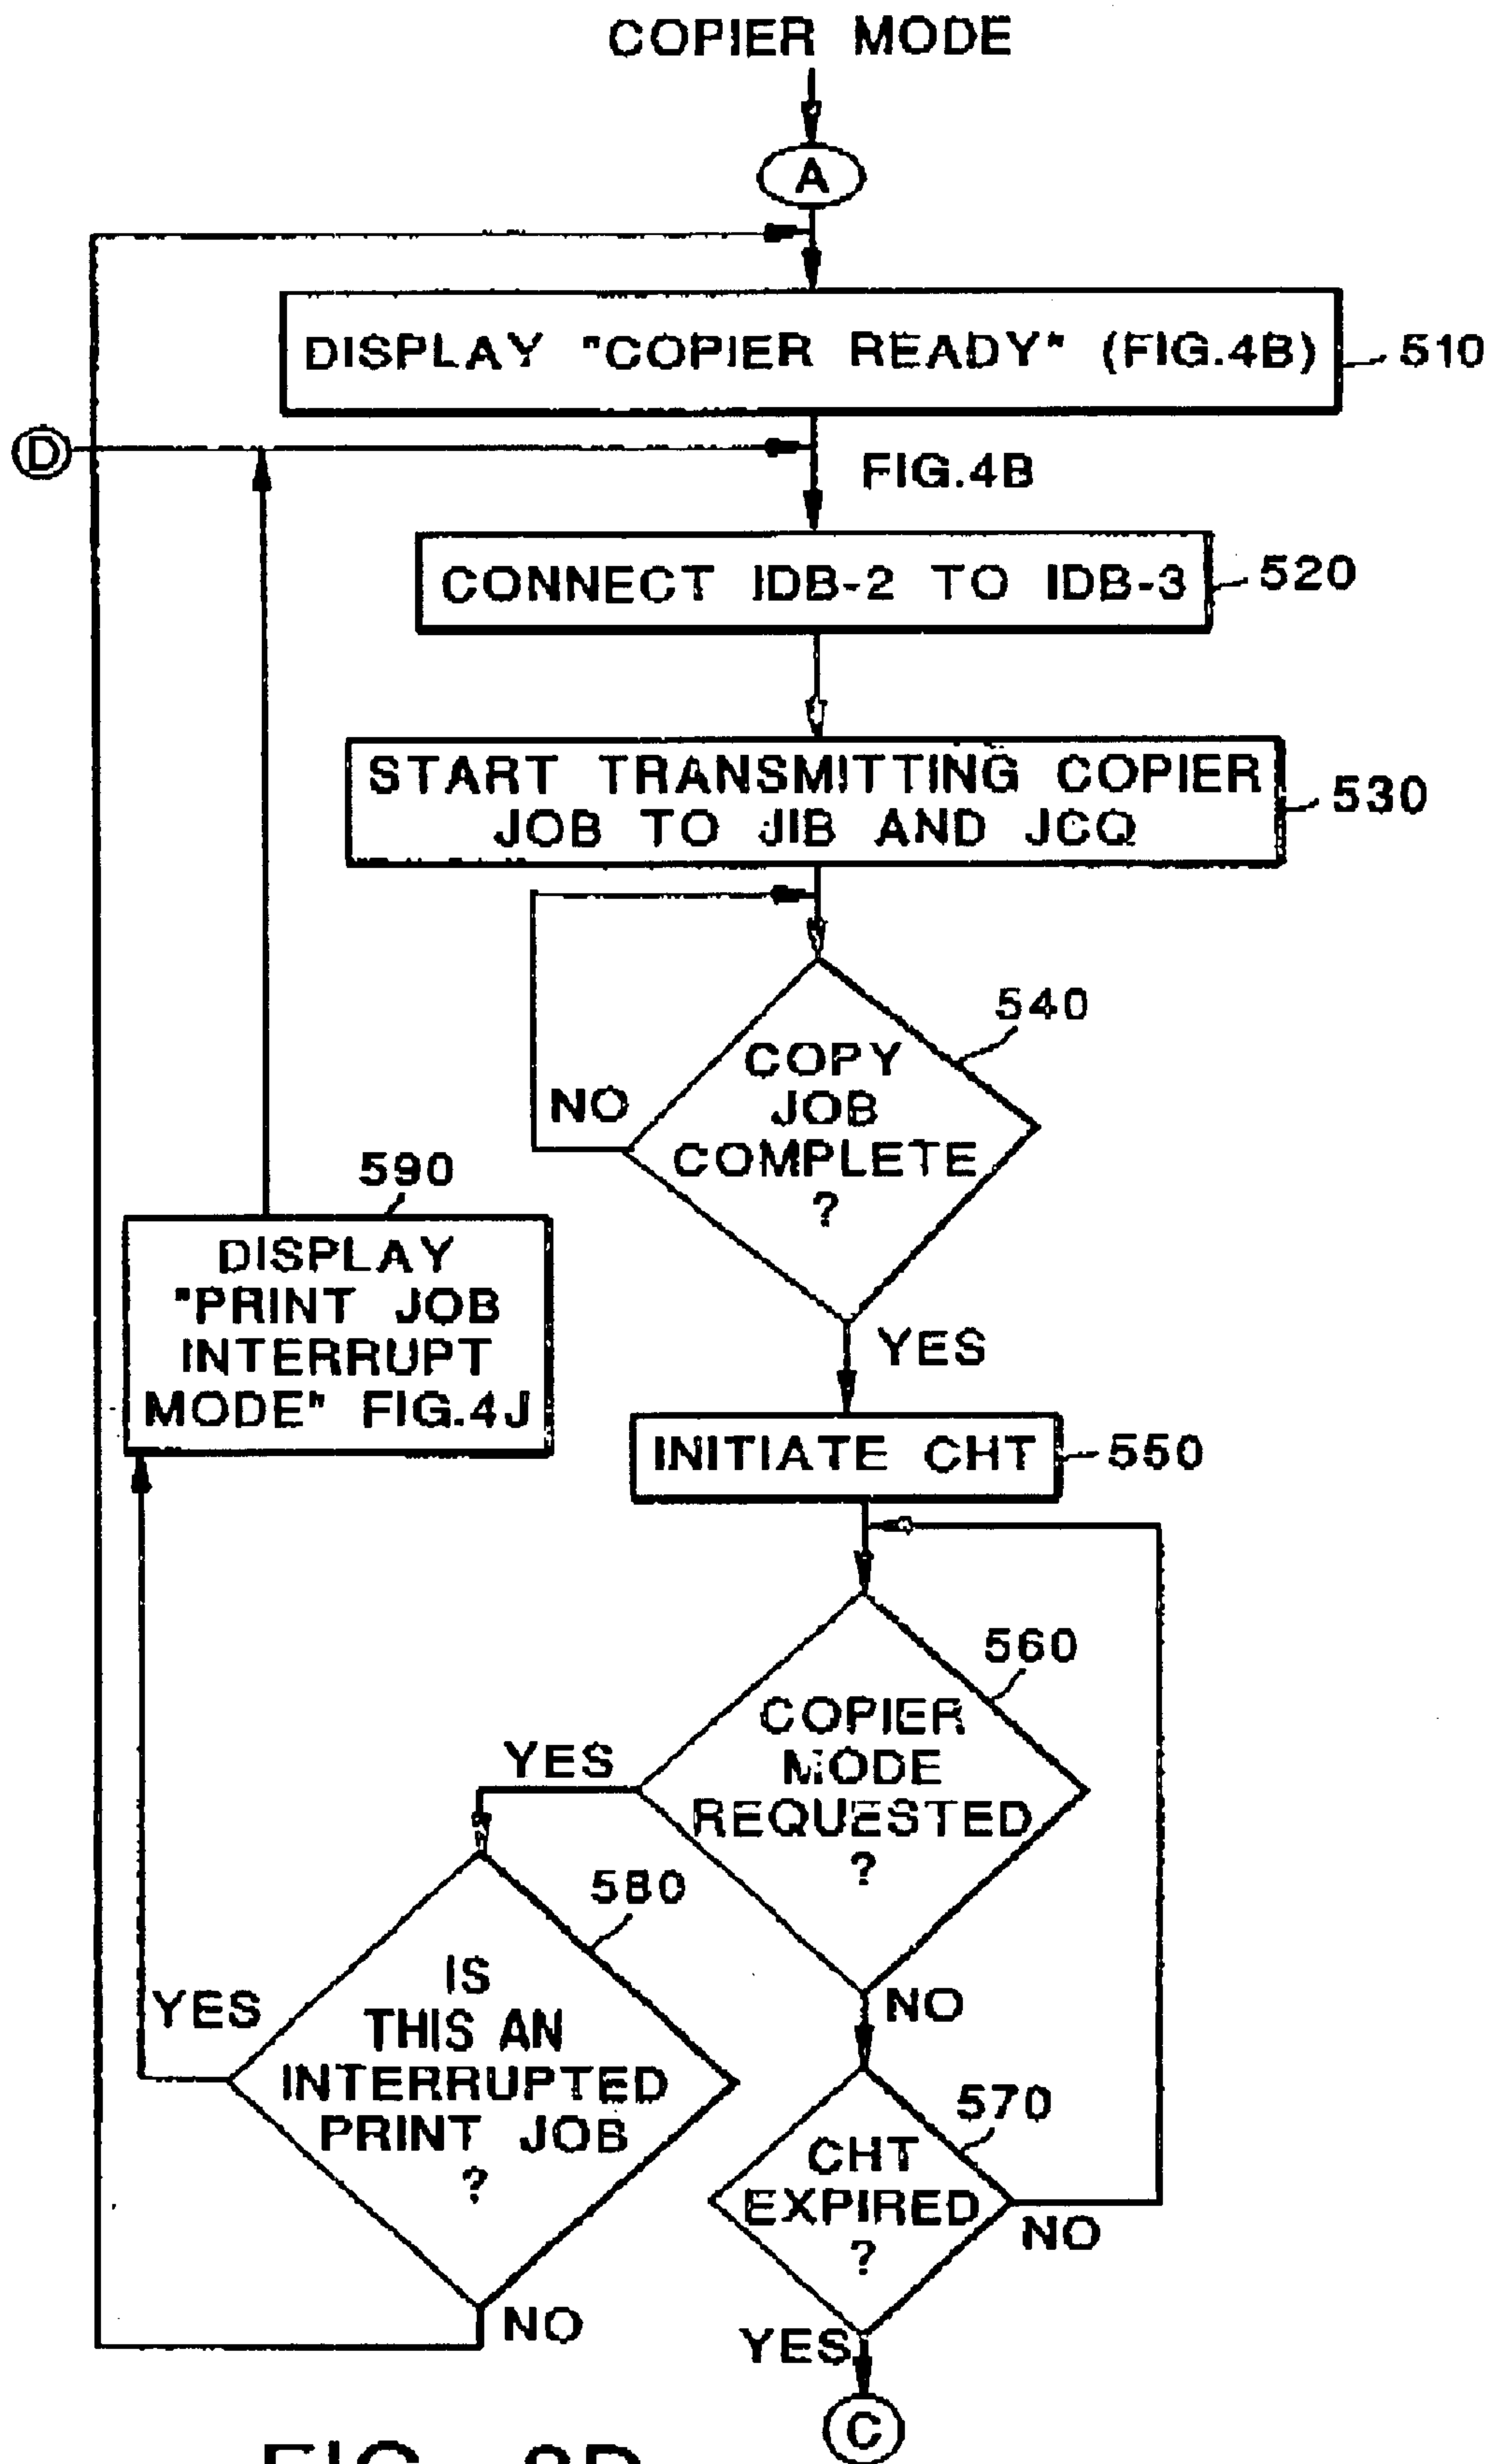 COPIER MODE
A
DISPLAY "COPIER READY" (FIG.4B)
510
D
FIG.4B
CONNECT IDB-2 TO IDB-3
520
START TRANSMITTING COPIER
JOB TO JIB AND JCQ
530
540
COPY
JOB
COMPLETE
?
NO
YES
590
DISPLAY
"PRINT JOB
INTERRUPT
MODE" FIG.4J
INITIATE CHT
550
560
COPIER
MODE
REQUESTED
?
YES
NO
580
IS
THIS AN
INTERRUPTED
PRINT JOB
?
YES
NO
570
CHT
EXPIRED
?
NO
YES
C